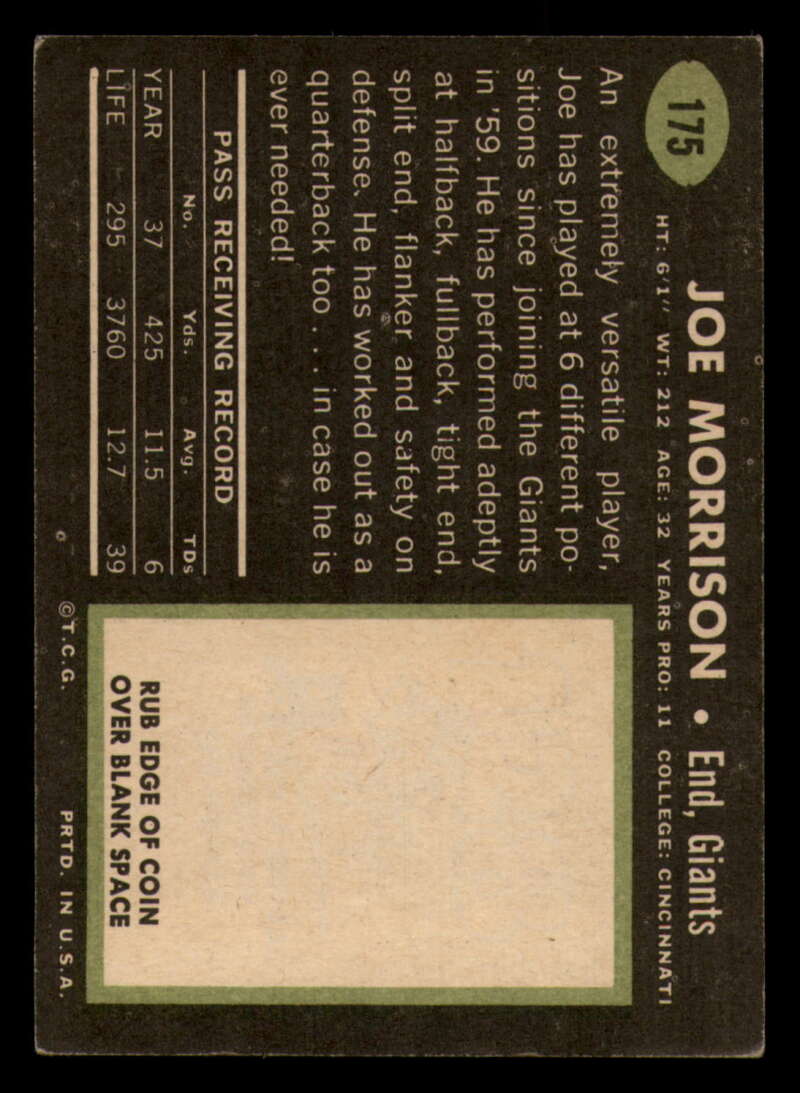 175
JOE MORRISON • End, Giants
HT: 6'1" WT: 212 AGE: 32 YEARS PRO: 11 COLLEGE: CINCINNATI
An extremely versatile player,
Joe has played at 6 different po-
sitions since joining the Giants
in '59. He has performed adeptly
at halfback, fullback, tight end,
split end, flanker and safety on
defense. He has worked out as a
quarterback too . . . in case he is
ever needed!
PASS RECEIVING RECORD
No. Yds. Avg. TDs
YEAR 37 425 11.5 6
LIFE 295 3760 12.7 39
RUB EDGE OF COIN
OVER BLANK SPACE
©T.C.G. PRTD. IN U.S.A.